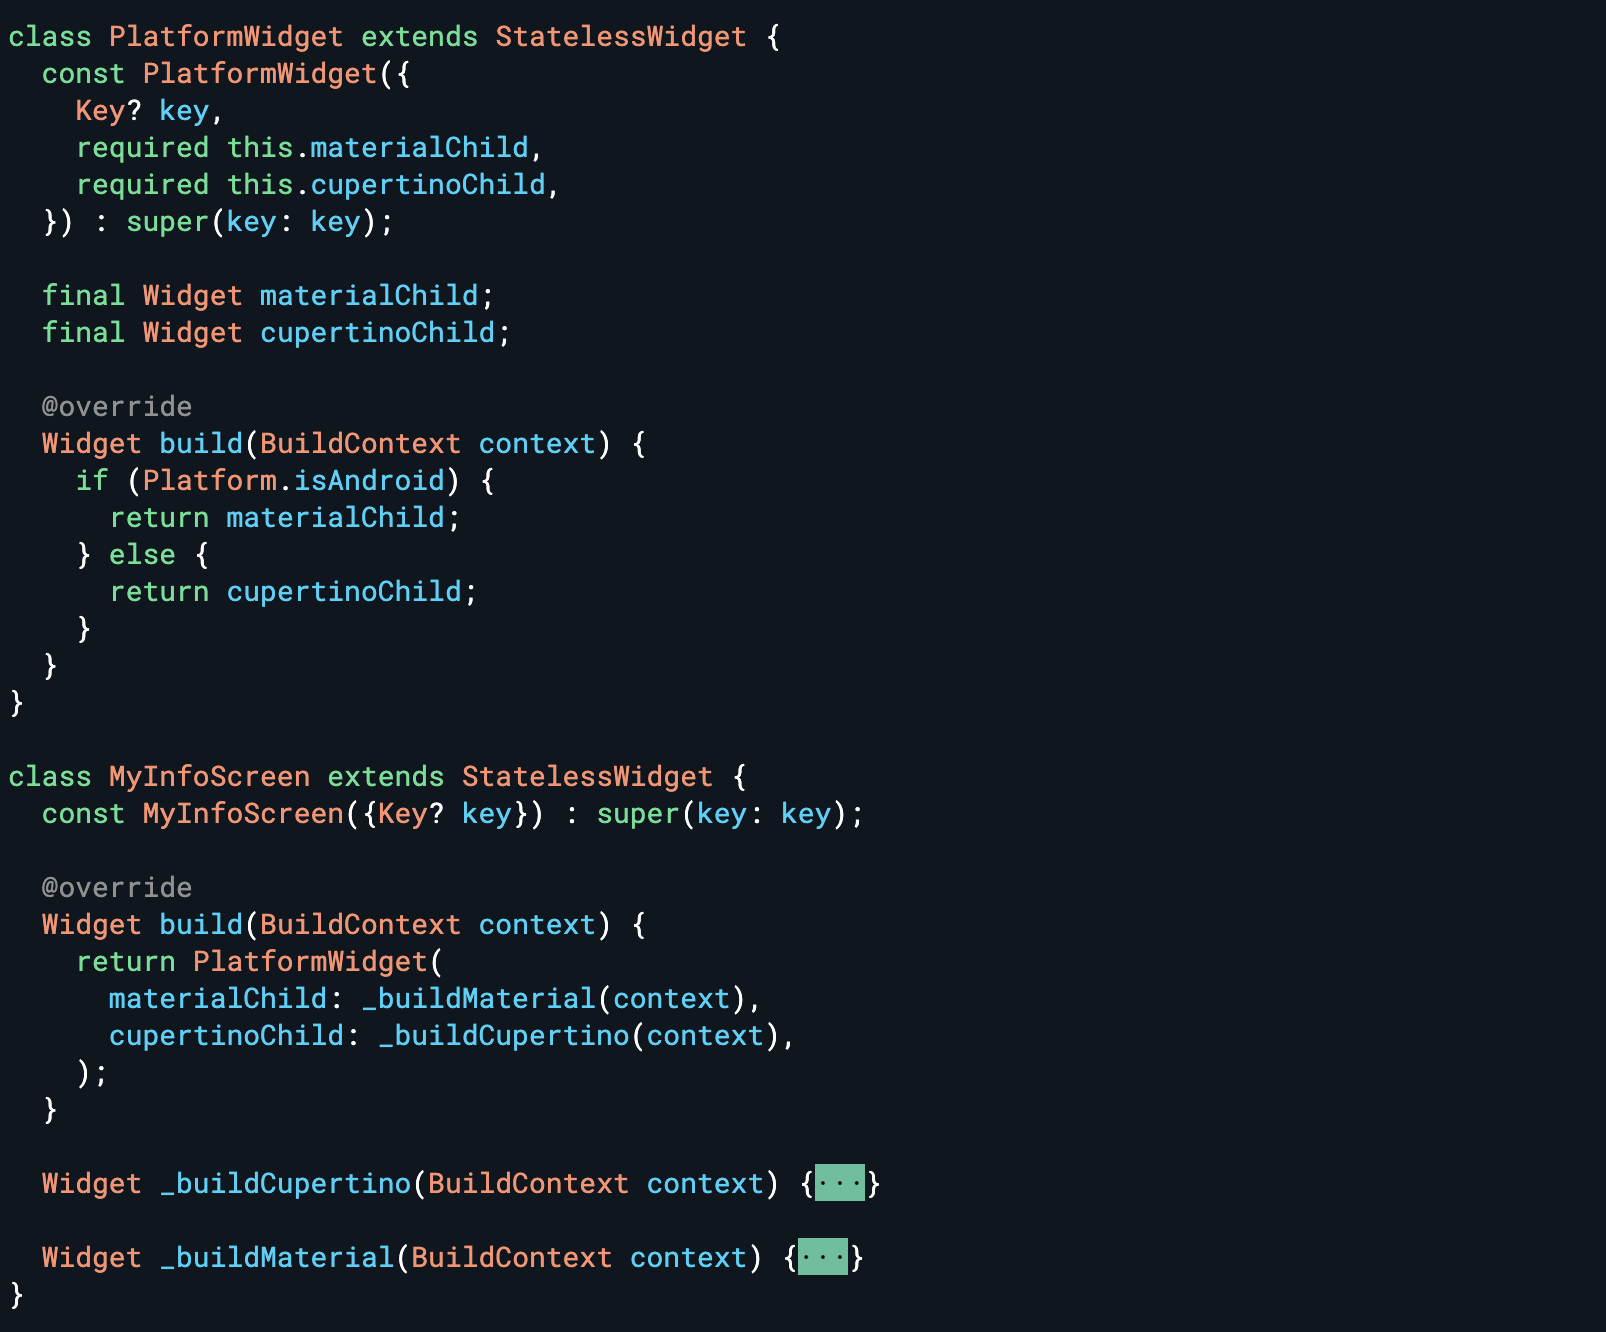 class PlatformWidget extends StatelessWidget {
  const PlatformWidget({
    Key? key,
    required this.materialChild,
    required this.cupertinoChild,
  }) : super(key: key);

  final Widget materialChild;
  final Widget cupertinoChild;

  @override
  Widget build(BuildContext context) {
    if (Platform.isAndroid) {
      return materialChild;
    } else {
      return cupertinoChild;
    }
  }
}

class MyInfoScreen extends StatelessWidget {
  const MyInfoScreen({Key? key}) : super(key: key);

  @override
  Widget build(BuildContext context) {
    return PlatformWidget(
      materialChild: _buildMaterial(context),
      cupertinoChild: _buildCupertino(context),
    );
  }

  Widget _buildCupertino(BuildContext context) {···}

  Widget _buildMaterial(BuildContext context) {···}
}